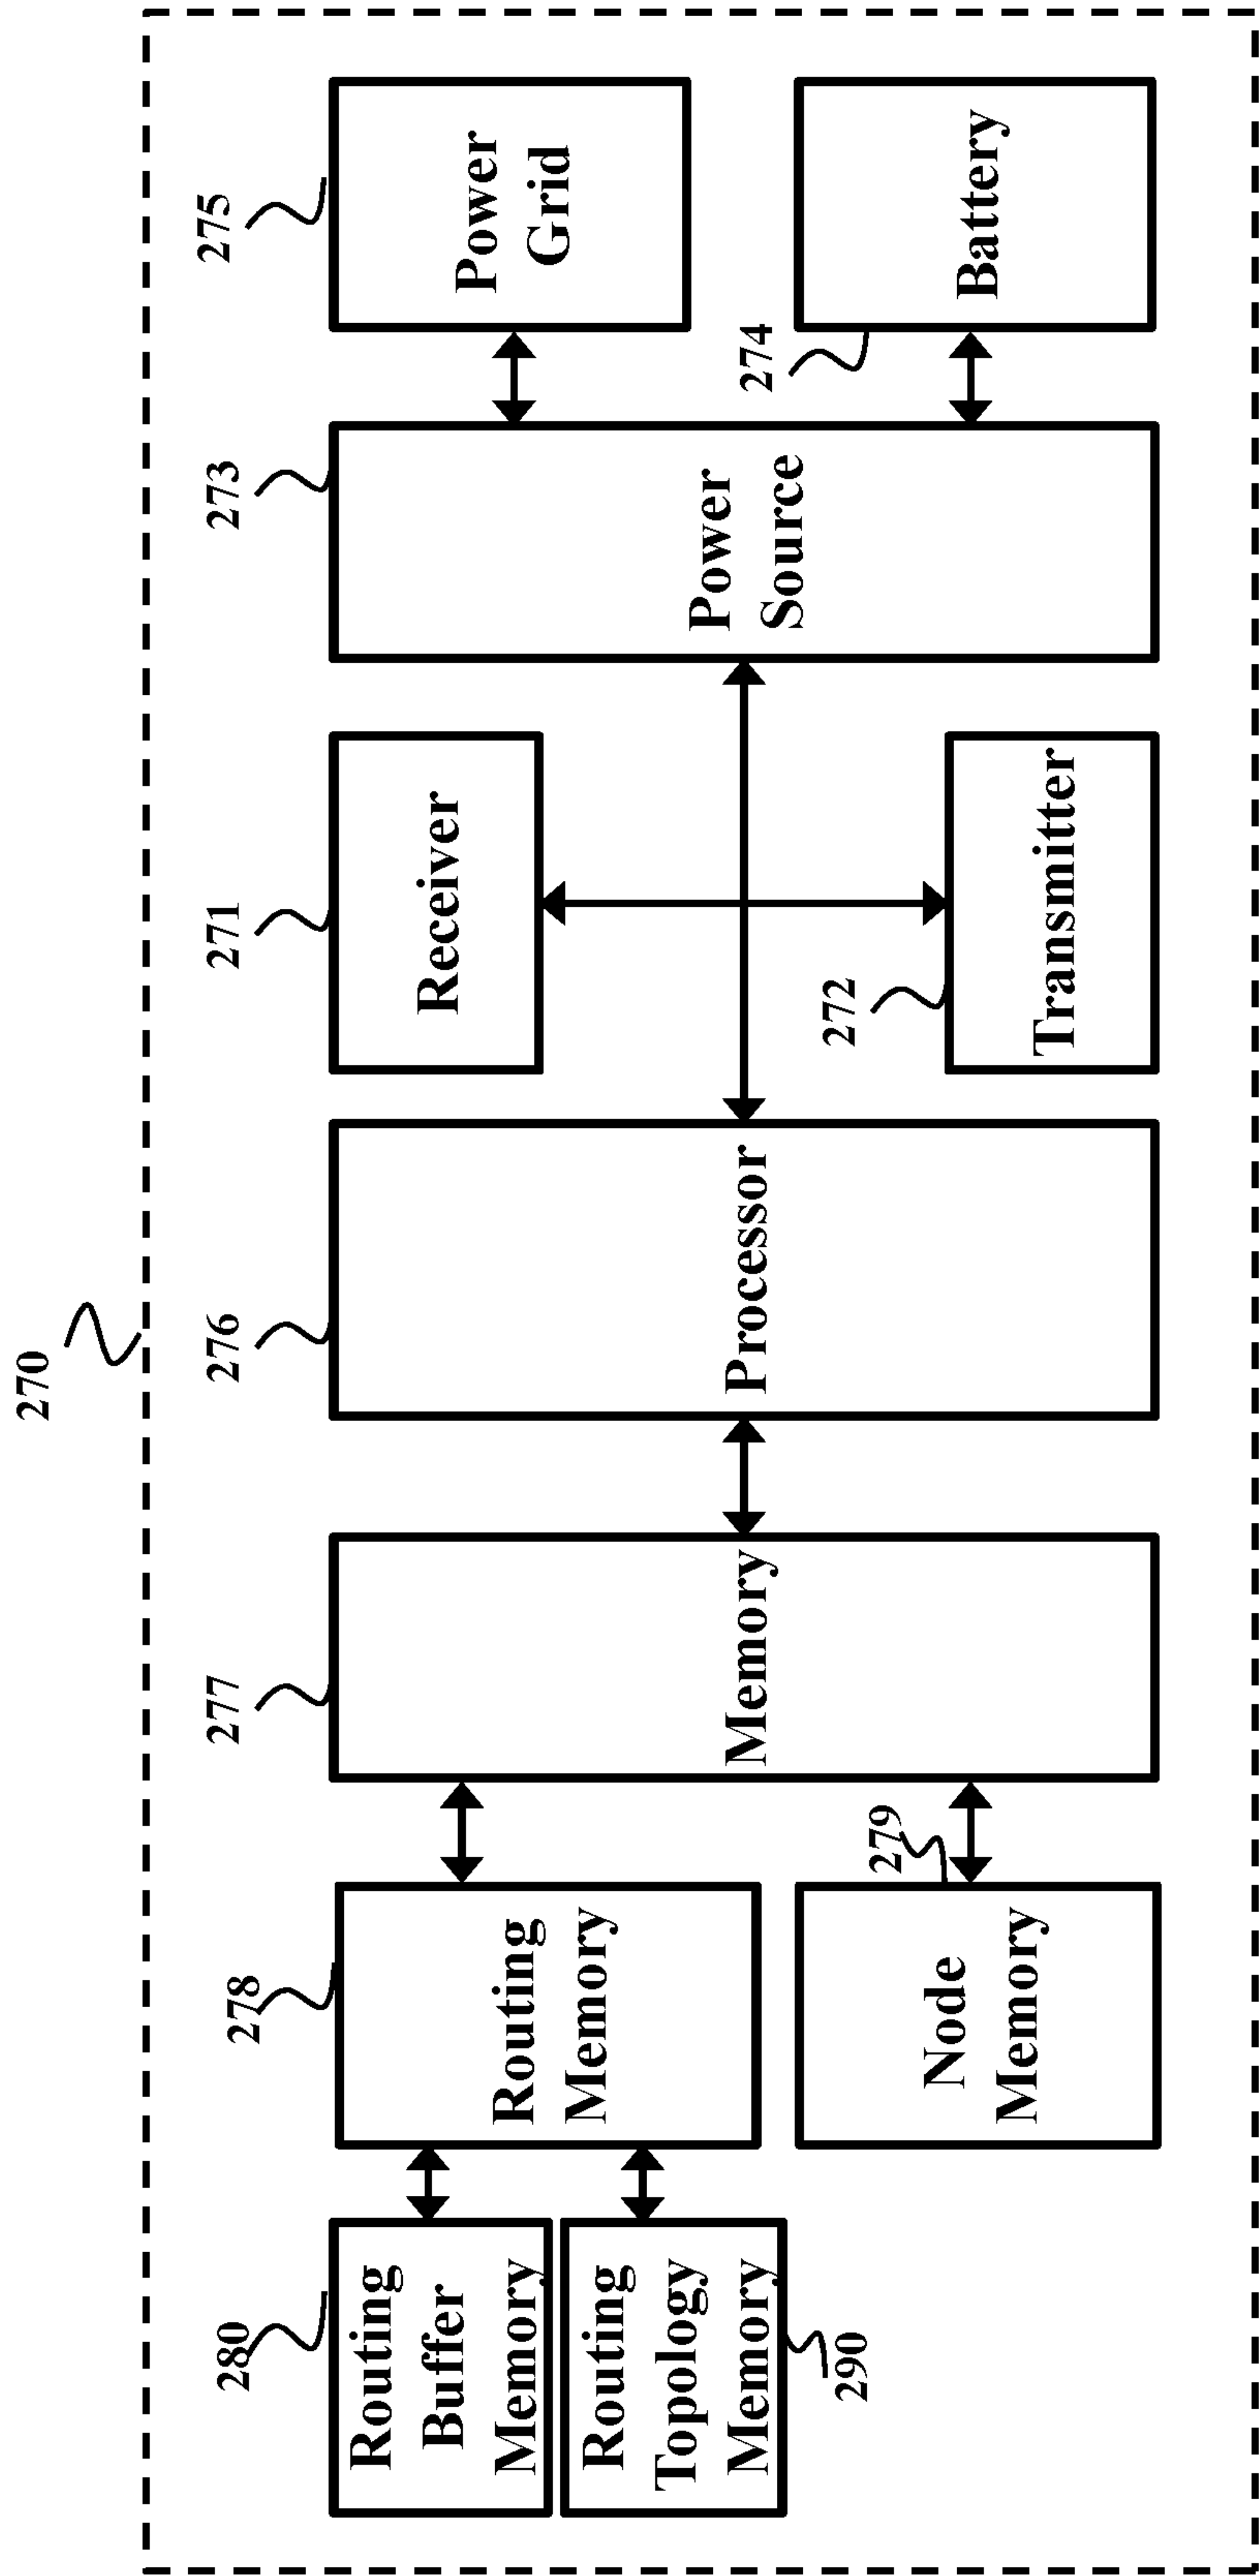 270
280
Routing
Buffer
Memory
Routing
Topology
Memory
290
278
Routing
Memory
279
Node
Memory
277
Memory
276
Processor
271
Receiver
272
Transmitter
273
Power
Source
275
Power
Grid
274
Battery